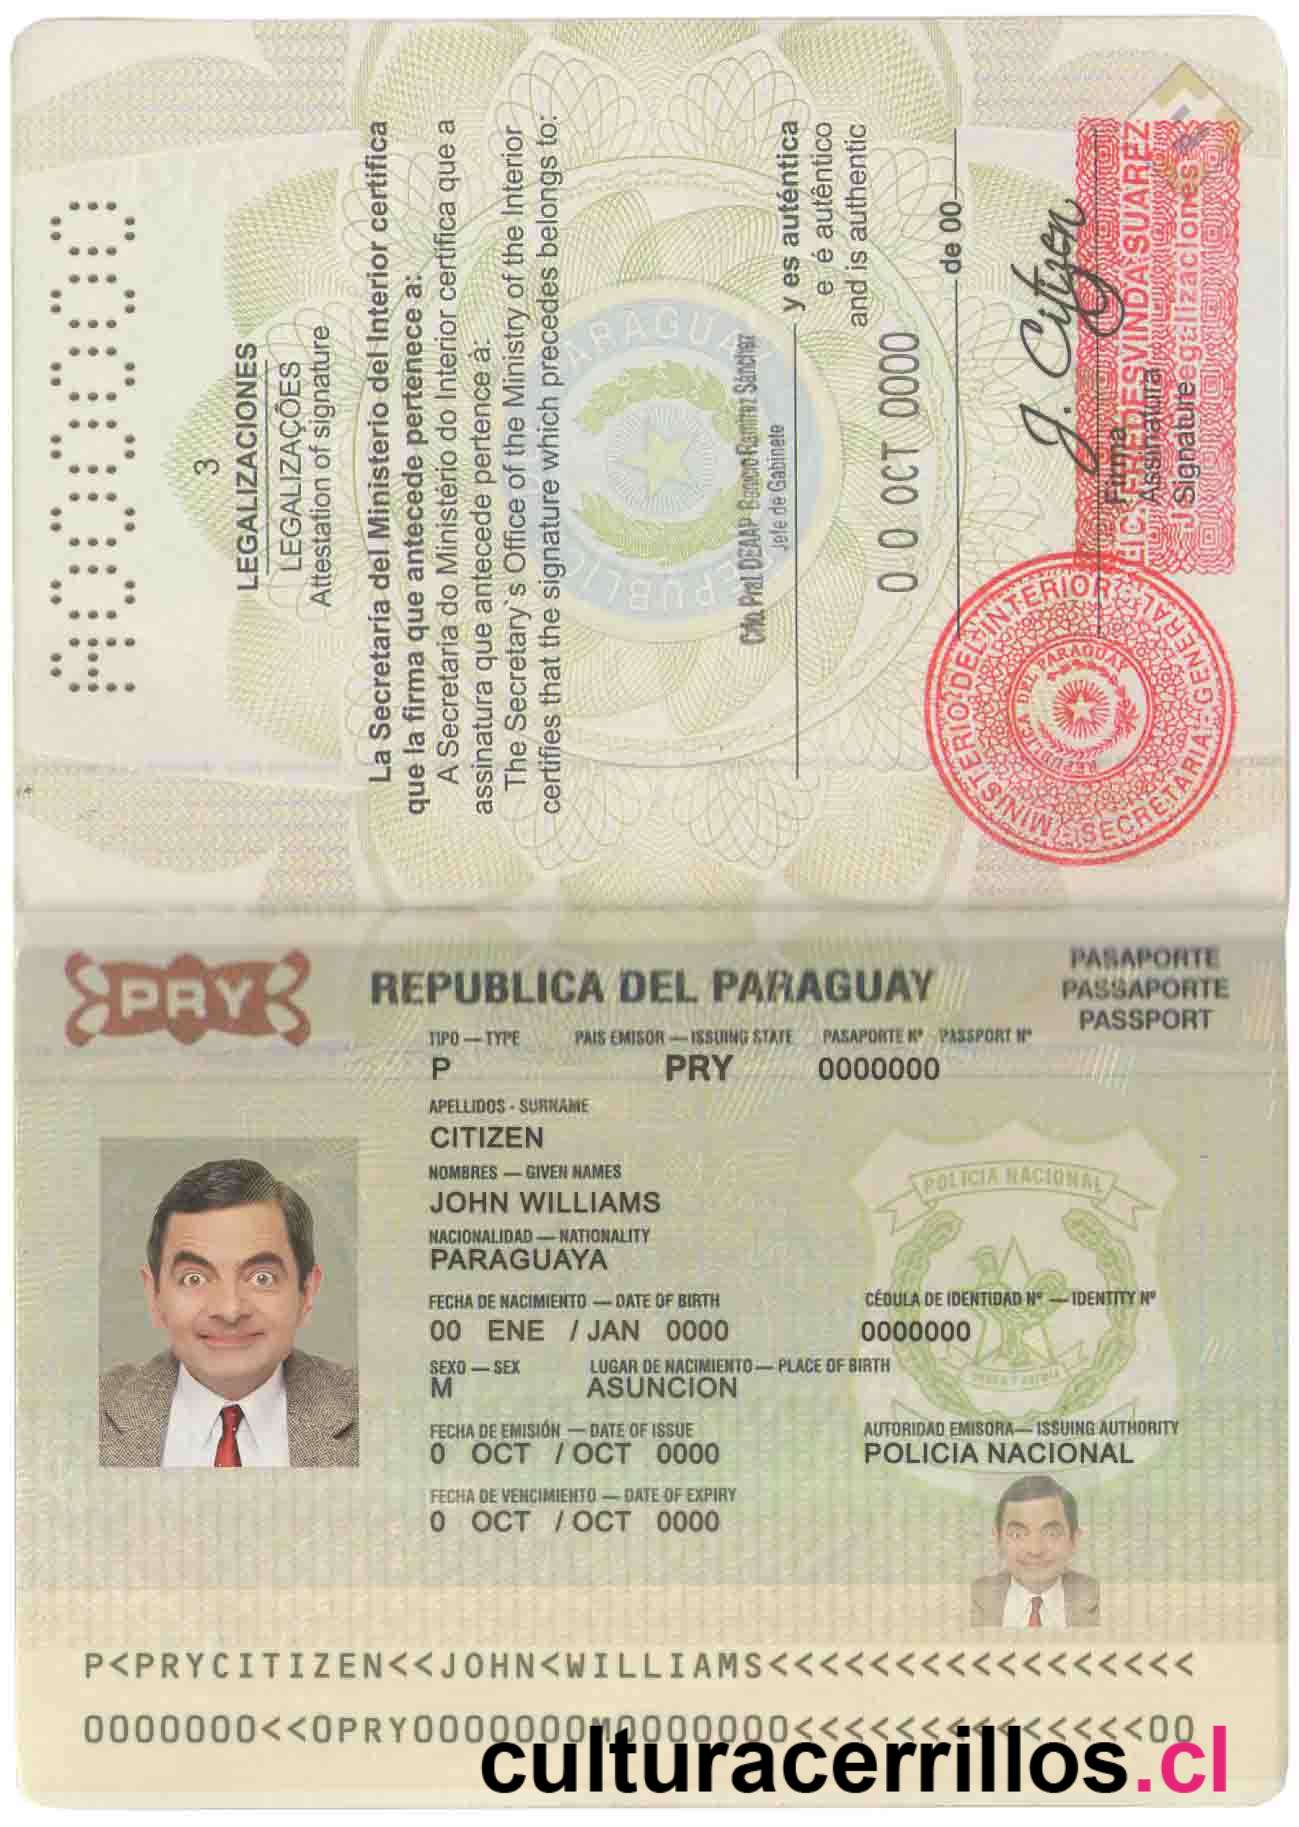 A0000000
3
LEGALIZACIONES
LEGALIZAÇÕES
Attestation of signature
La Secretaría del Ministerio del Interior certifica
que la firma que antecede pertenece a:
A Secretaria do Ministério do Interior certifica que a
assinatura que antecede pertence à:
The Secretary´s Office of the Ministry of the Interior
certifies that the signature which precedes belongs to:
REPUBLICA PARAGUAY
Jefe de Gabinete
y es auténtica
e é autêntico
and is authentic
0 0 OCT 0000
de 00
J. Citizen
Firma
Assinatura
Signature
DESVINDA SUAREZ
Legalizaciones
MINISTERIO DEL INTERIOR
SECRETARIA GENERAL
REPUBLICA DEL PARAGUAY
PRY
REPUBLICA DEL PARAGUAY
PASAPORTE
PASSAPORTE
PASSPORT
TIPO — TYPE PAIS EMISOR — ISSUING STATE PASAPORTE Nº PASSPORT Nº
P PRY 0000000
APELLIDOS - SURNAME
CITIZEN
NOMBRES — GIVEN NAMES
JOHN WILLIAMS
NACIONALIDAD — NATIONALITY
PARAGUAYA
POLICIA NACIONAL
FECHA DE NACIMIENTO — DATE OF BIRTH CÉDULA DE IDENTIDAD Nº — IDENTITY Nº
00 ENE / JAN 0000 0000000
SEXO — SEX LUGAR DE NACIMIENTO — PLACE OF BIRTH
M ASUNCION
FECHA DE EMISIÓN — DATE OF ISSUE AUTORIDAD EMISORA — ISSUING AUTHORITY
0 OCT / OCT 0000 POLICIA NACIONAL
FECHA DE VENCIMIENTO — DATE OF EXPIRY
0 OCT / OCT 0000
P<PRYCITIZEN<<JOHN<WILLIAMS<<<<<<<<<<<<<<<<<
0000000<<0PRY0000000M0000000<<<<<<<<<<<<<<00
culturacerrillos.cl